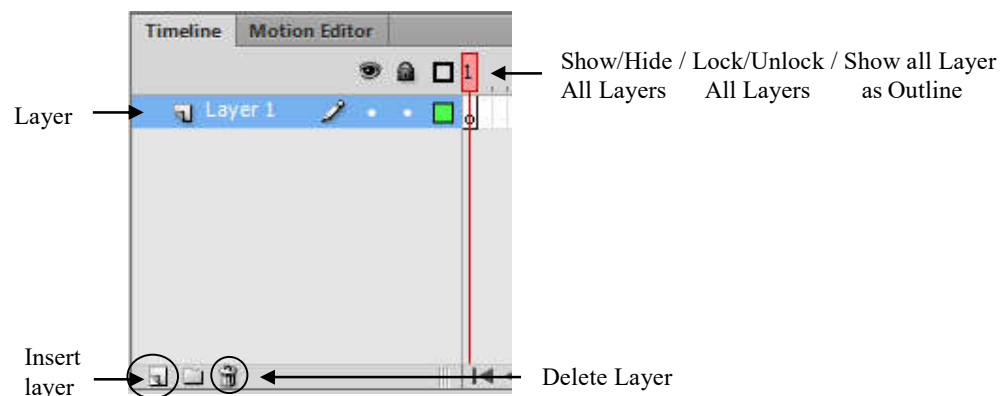 Timeline Motion Editor
1
Show/Hide / Lock/Unlock / Show all Layer
All Layers All Layers as Outline
Layer
Layer 1
Insert
layer
Delete Layer